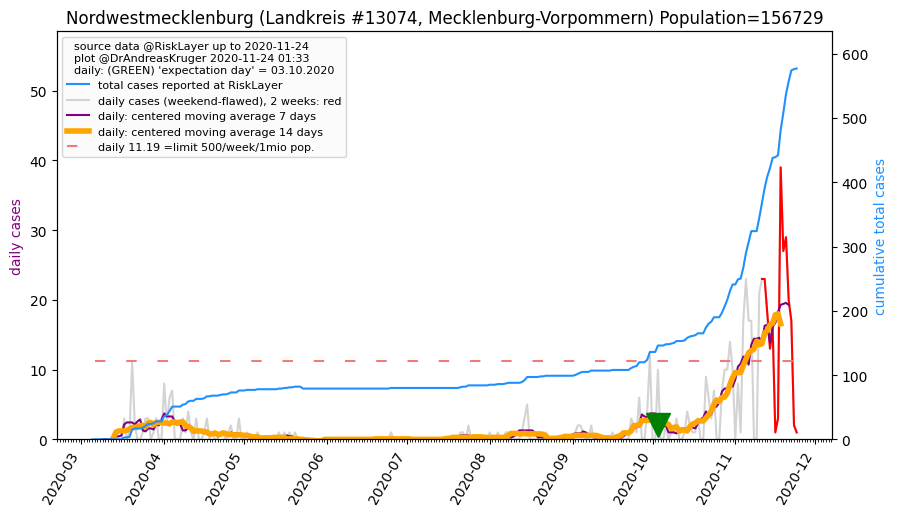 Nordwestmecklenburg (Landkreis #13074, Mecklenburg-Vorpommern) Population=156729
source data @RiskLayer up to 2020-11-24
plot @DrAndreasKruger 2020-11-24 01:33
daily: (GREEN) 'expectation day' = 03.10.2020
total cases reported at RiskLayer
daily cases (weekend-flawed), 2 weeks: red
daily: centered moving average 7 days
daily: centered moving average 14 days
daily 11.19 =limit 500/week/1mio pop.
daily cases
50
40
30
20
10
0
cumulative total cases
600
500
400
300
200
100
0
2020-03
2020-04
2020-05
2020-06
2020-07
2020-08
2020-09
2020-10
2020-11
2020-12